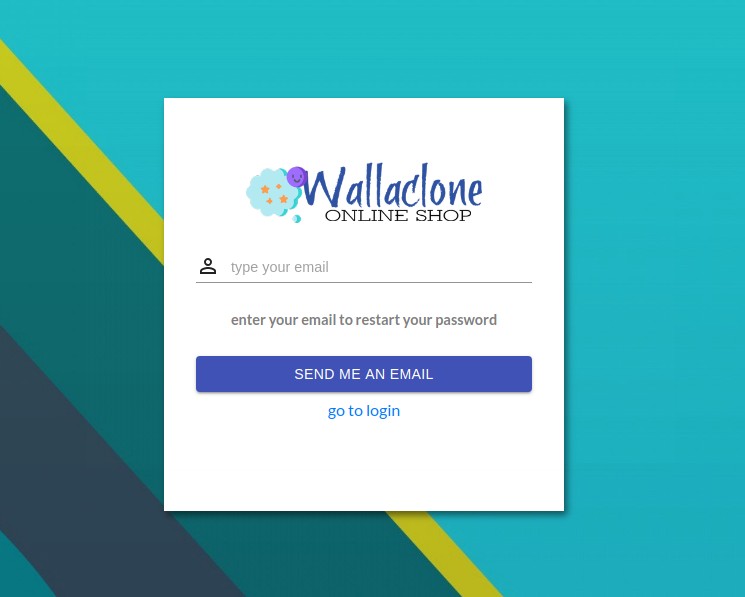 Wallaclone
ONLINE SHOP
type your email
enter your email to restart your password
SEND ME AN EMAIL
go to login